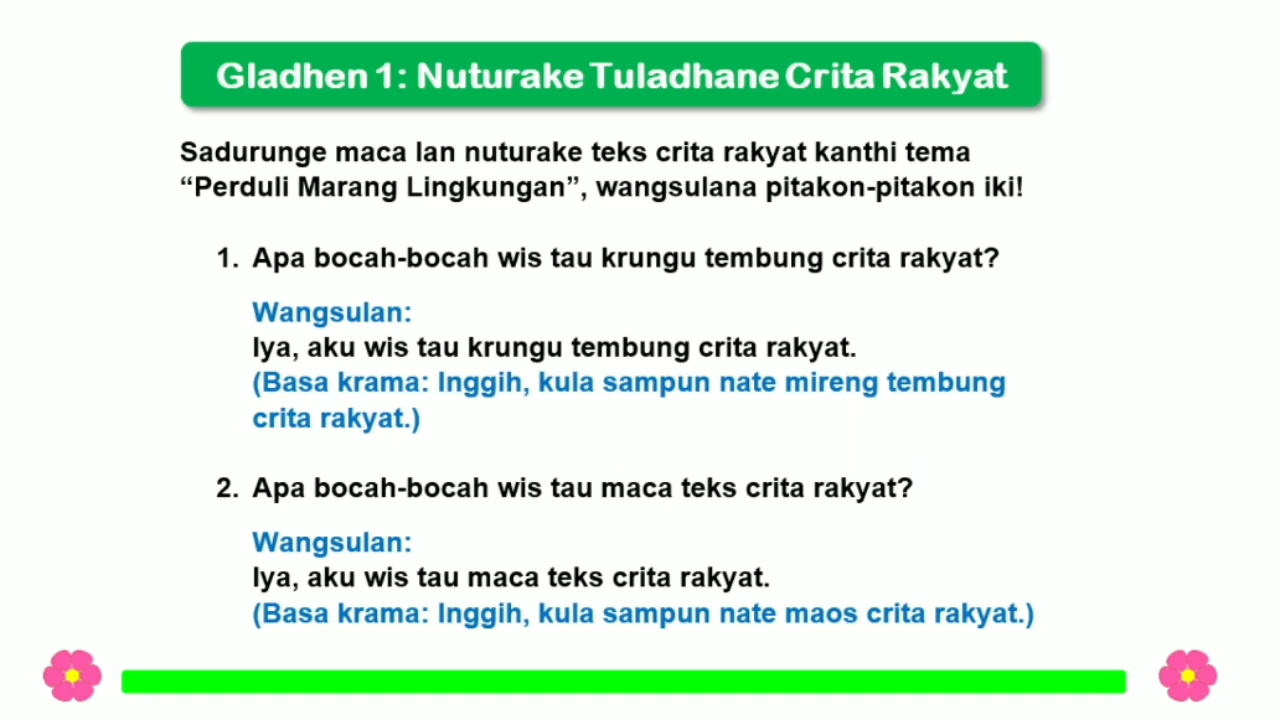 Gladhen 1: Nuturake Tuladhane Crita Rakyat
Sadurunge maca lan nuturake teks crita rakyat kanthi tema
“Perduli Marang Lingkungan”, wangsulana pitakon-pitakon iki!
1. Apa bocah-bocah wis tau krungu tembung crita rakyat?
Wangsulan:
Iya, aku wis tau krungu tembung crita rakyat.
(Basa krama: Inggih, kula sampun nate mireng tembung
crita rakyat.)
2. Apa bocah-bocah wis tau maca teks crita rakyat?
Wangsulan:
Iya, aku wis tau maca teks crita rakyat.
(Basa krama: Inggih, kula sampun nate maos crita rakyat.)